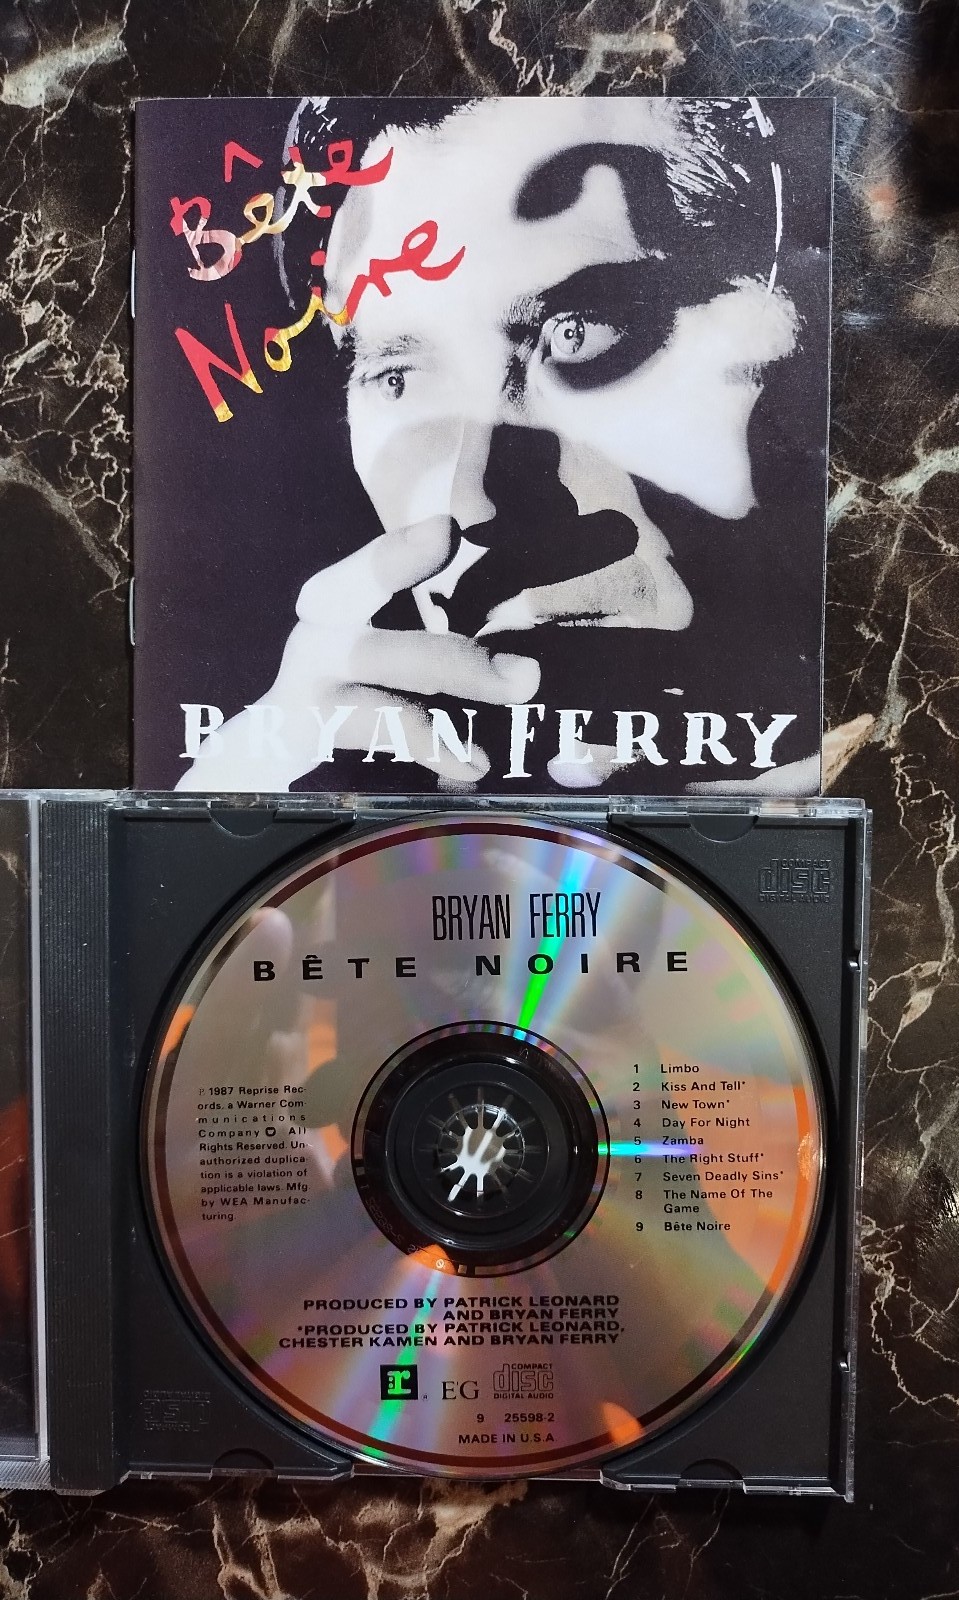 Bête
Noire
BRYAN FERRY
COMPACT
disc
DIGITAL AUDIO
BRYAN FERRY
BÊTE NOIRE
℗ 1987 Reprise Rec-
ords, a Warner Com-
munications
Company All
Rights Reserved. Un-
authorized duplica-
tion is a violation of
applicable laws. Mfg.
by WEA Manufac-
turing.
1 Limbo
2 Kiss And Tell*
3 New Town*
4 Day For Night
5 Zamba
6 The Right Stuff*
7 Seven Deadly Sins*
8 The Name Of The
Game
9 Bête Noire
PRODUCED BY PATRICK LEONARD
AND BRYAN FERRY
*PRODUCED BY PATRICK LEONARD,
CHESTER KAMEN AND BRYAN FERRY
:r ® E'G COMPACT
disc
DIGITAL AUDIO
9 25598-2
MADE IN U.S.A.